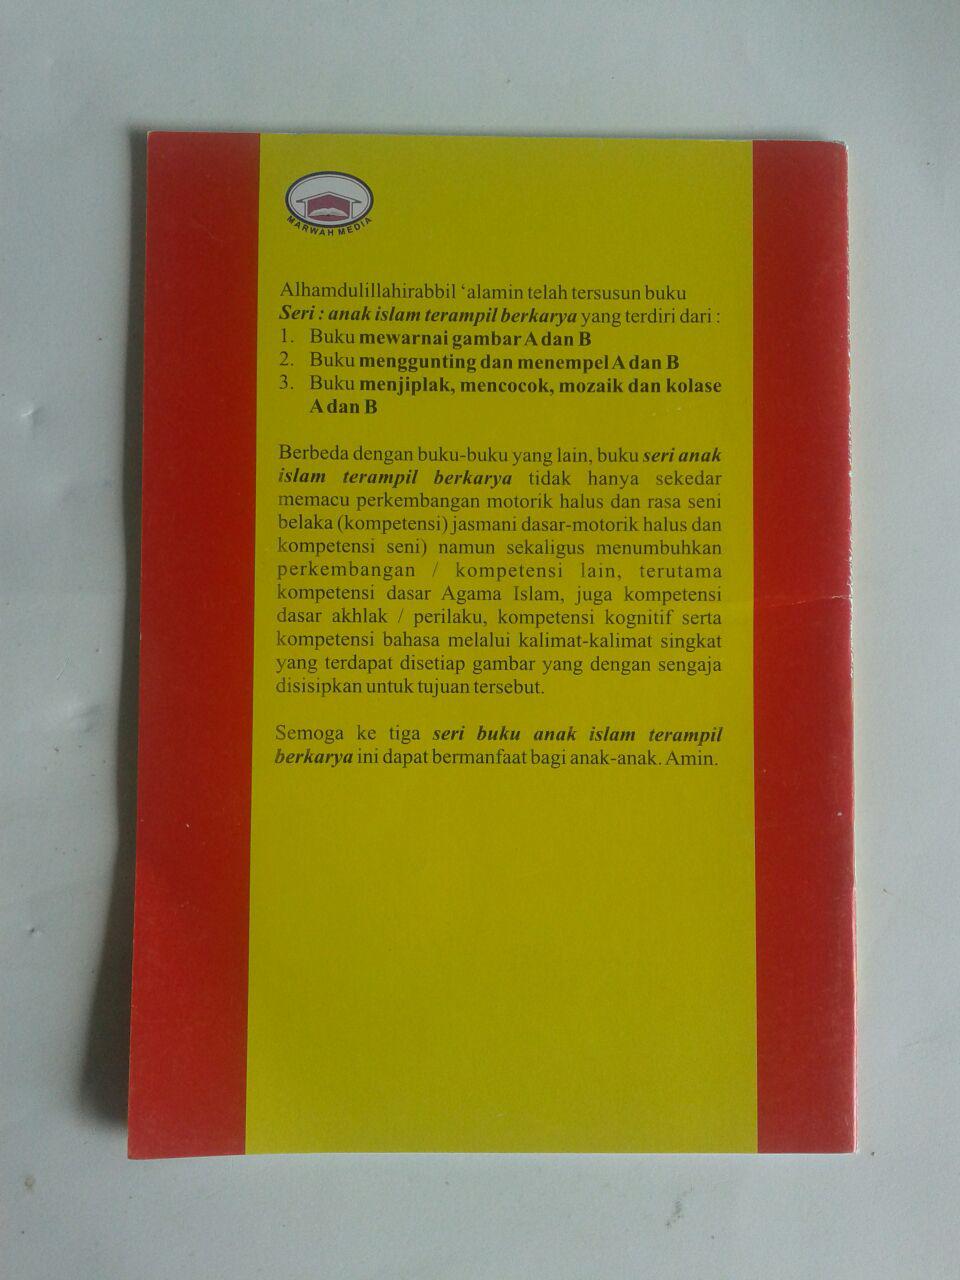 MARWAH MEDIA
Alhamdulillahirabbil ‘alamin telah tersusun buku
Seri : anak islam terampil berkarya yang terdiri dari :
1. Buku mewarnai gambar A dan B
2. Buku menggunting dan menempel A dan B
3. Buku menjiplak, mencocok, mozaik dan kolase
A dan B
Berbeda dengan buku-buku yang lain, buku seri anak
islam terampil berkarya tidak hanya sekedar
memacu perkembangan motorik halus dan rasa seni
belaka (kompetensi) jasmani dasar-motorik halus dan
kompetensi seni) namun sekaligus menumbuhkan
perkembangan / kompetensi lain, terutama
kompetensi dasar Agama Islam, juga kompetensi
dasar akhlak / perilaku, kompetensi kognitif serta
kompetensi bahasa melalui kalimat-kalimat singkat
yang terdapat disetiap gambar yang dengan sengaja
disisipkan untuk tujuan tersebut.
Semoga ke tiga seri buku anak islam terampil
berkarya ini dapat bermanfaat bagi anak-anak. Amin.